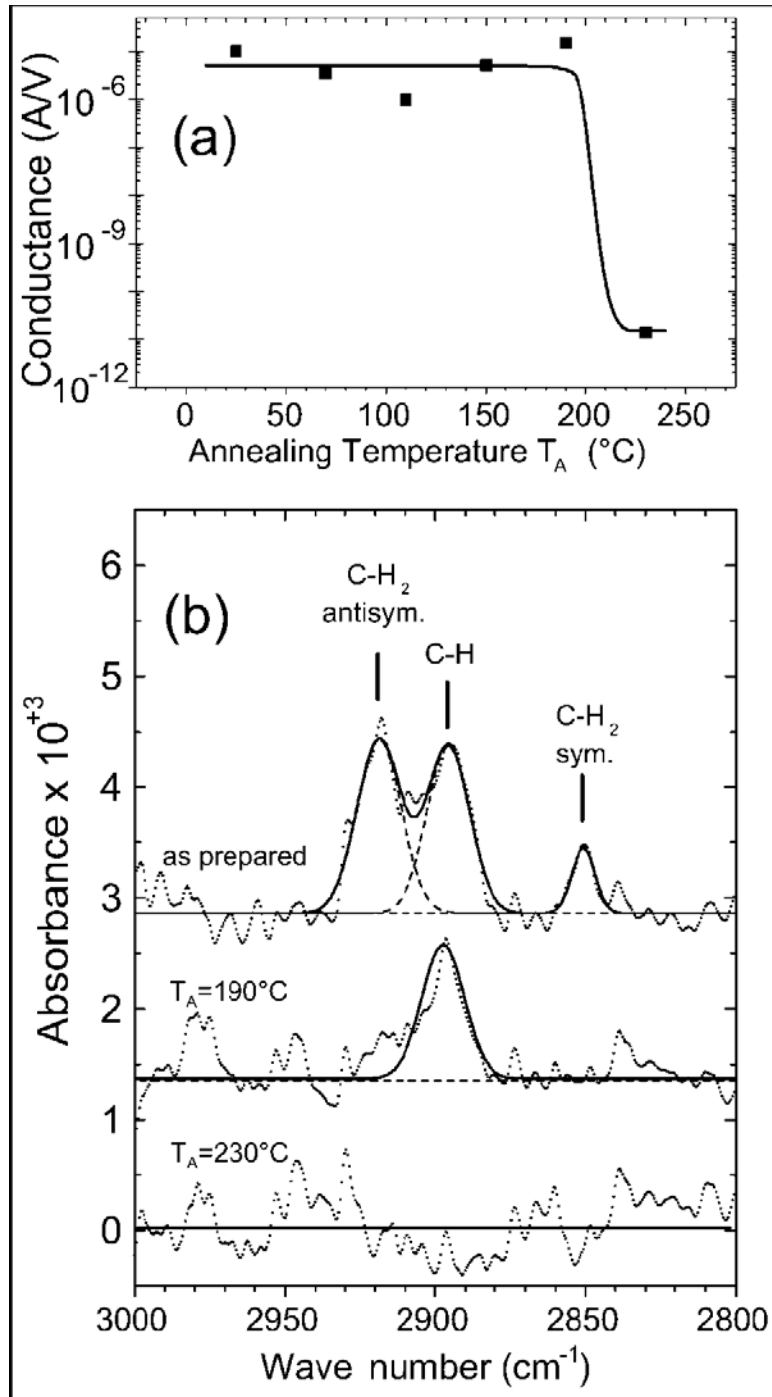 (a)
Conductance (A/V)
10⁻⁶
10⁻⁹
10⁻¹²
0 50 100 150 200 250
Annealing Temperature T_A (°C)
(b)
C-H₂
antisym.
C-H
C-H₂
sym.
as prepared
T_A=190°C
T_A=230°C
Absorbance x 10⁺³
6
5
4
3
2
1
0
3000 2950 2900 2850 2800
Wave number (cm⁻¹)